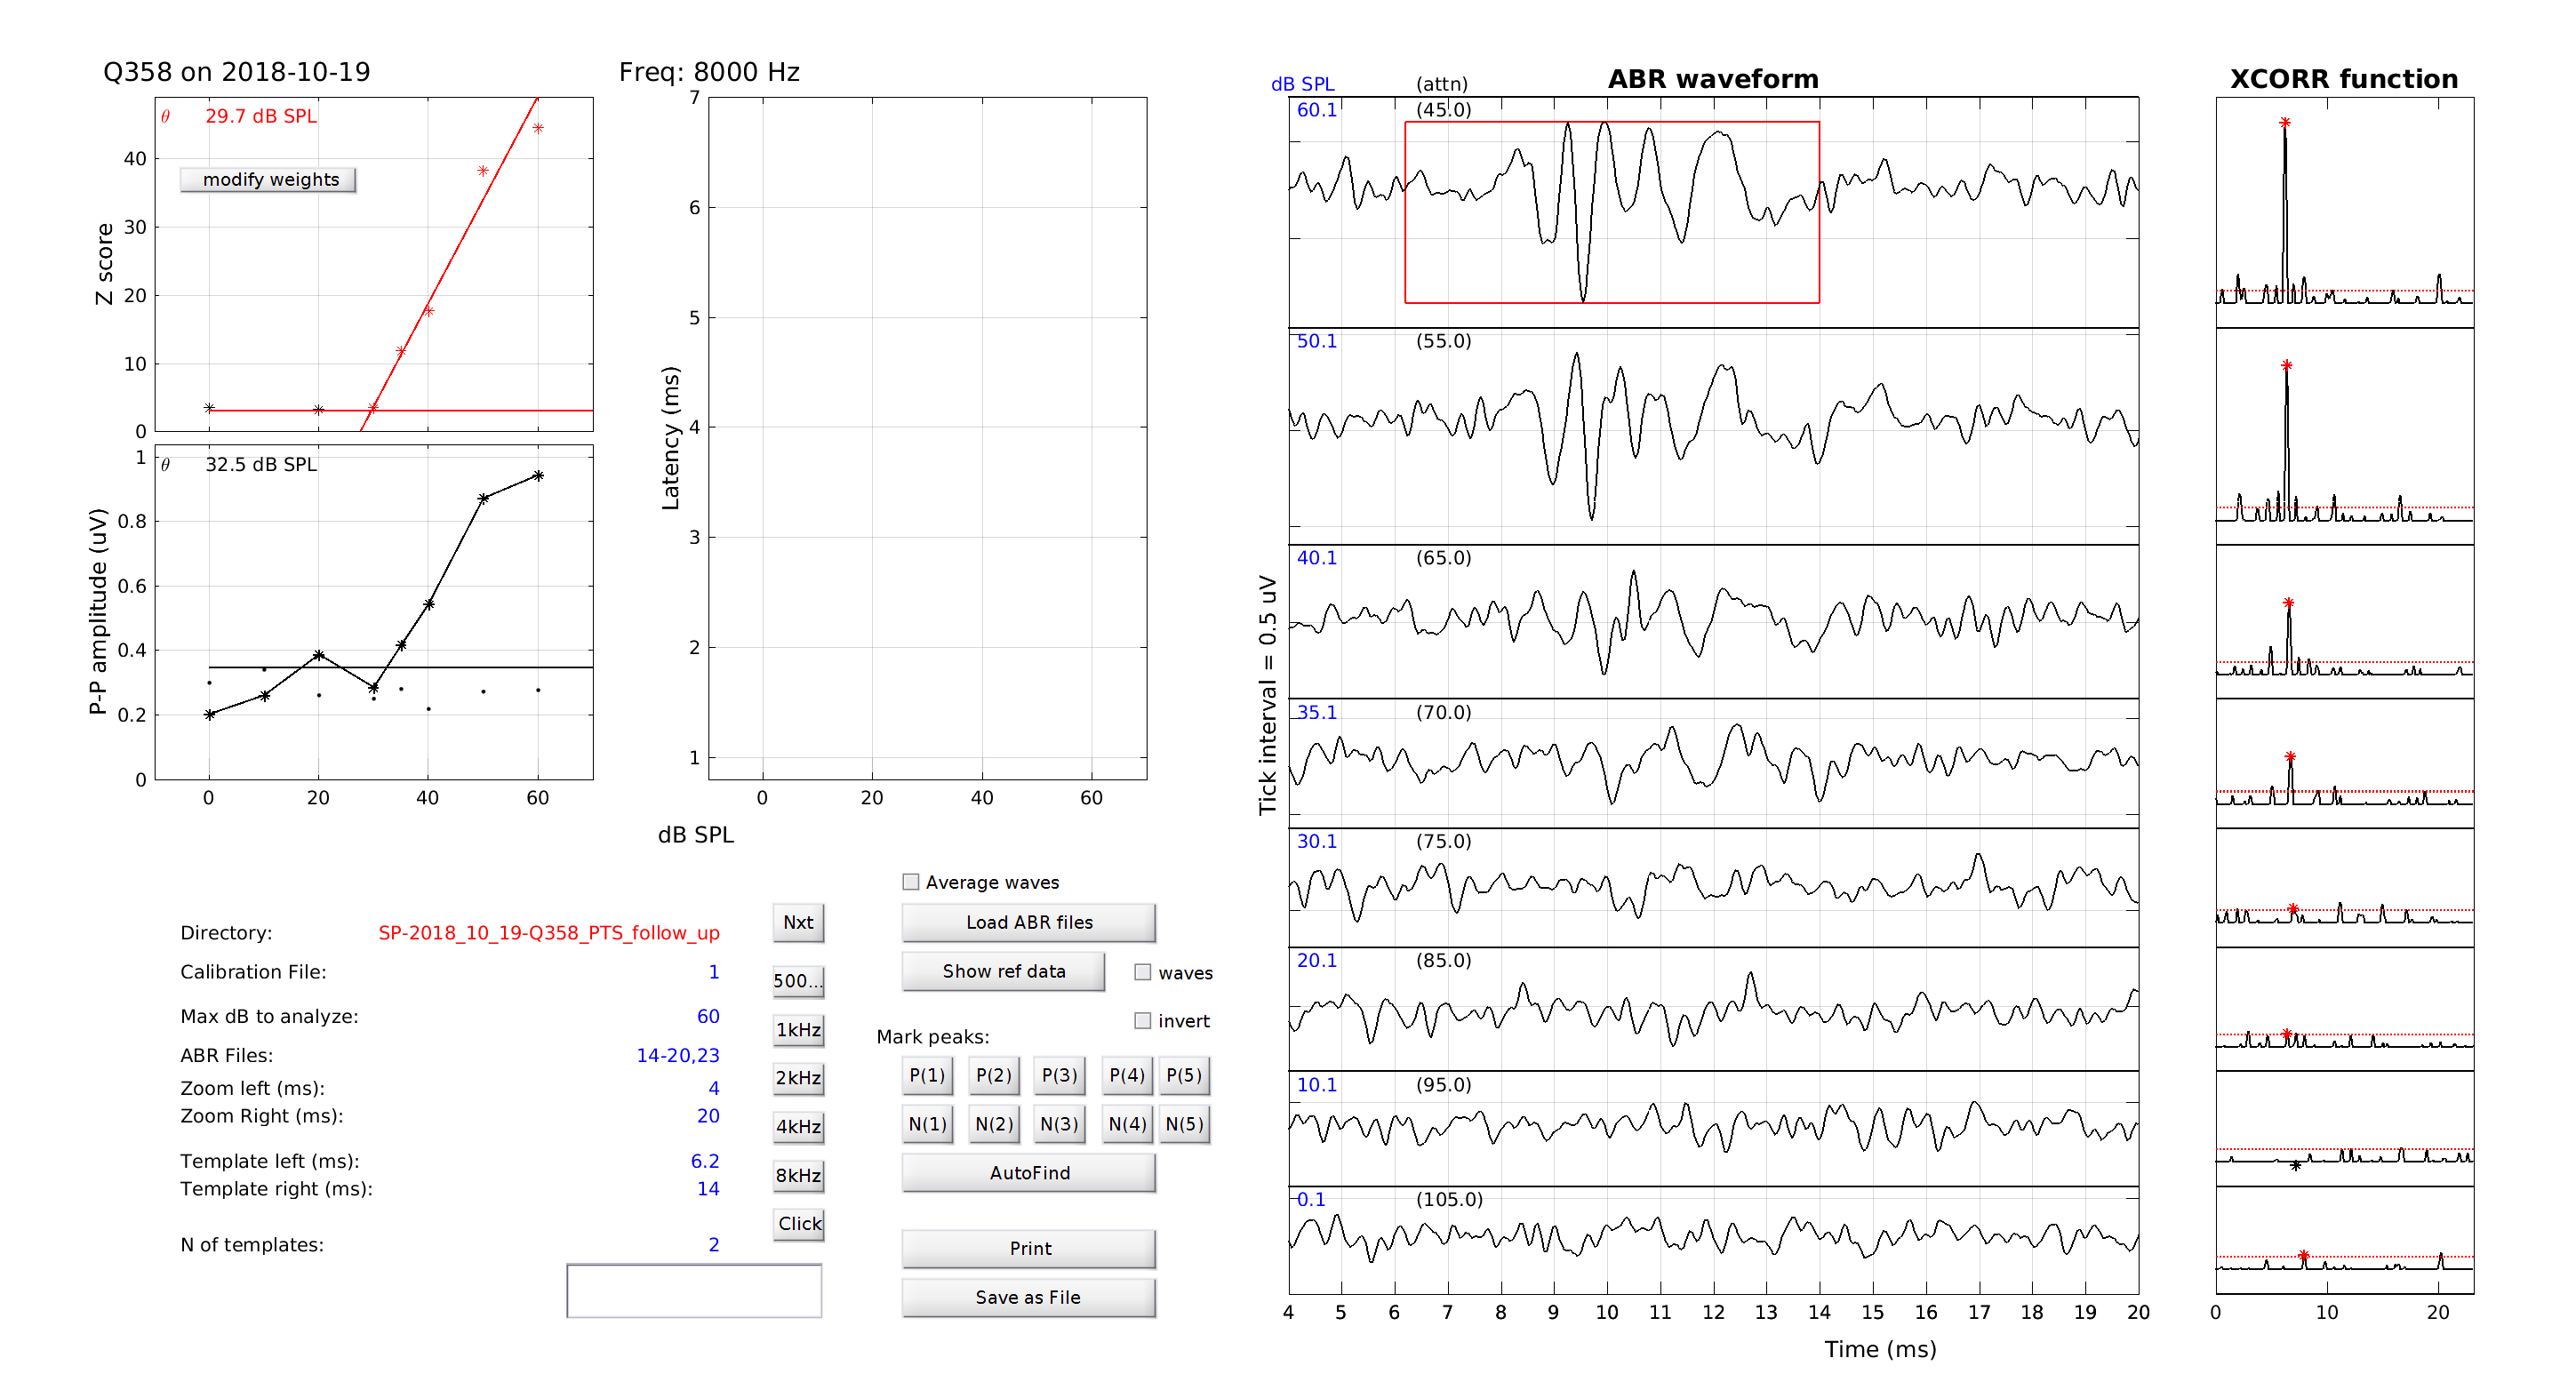 Q358 on 2018-10-19
Freq: 8000 Hz
θ 29.7 dB SPL
modify weights
Z score
40
30
20
10
0
θ 32.5 dB SPL
P-P amplitude (uV)
1
0.8
0.6
0.4
0.2
0
0 20 40 60
Latency (ms)
7
6
5
4
3
2
1
0 20 40 60
dB SPL
Directory: SP-2018_10_19-Q358_PTS_follow_up
Calibration File: 1
Max dB to analyze: 60
ABR Files: 14-20,23
Zoom left (ms): 4
Zoom Right (ms): 20
Template left (ms): 6.2
Template right (ms): 14
N of templates: 2
Nxt
500...
1kHz
2kHz
4kHz
8kHz
Click
Average waves
Load ABR files
Show ref data
waves
invert
Mark peaks:
P(1) P(2) P(3) P(4) P(5)
N(1) N(2) N(3) N(4) N(5)
AutoFind
Print
Save as File
dB SPL (attn) ABR waveform
60.1 (45.0)
50.1 (55.0)
40.1 (65.0)
35.1 (70.0)
30.1 (75.0)
20.1 (85.0)
10.1 (95.0)
0.1 (105.0)
Tick interval = 0.5 uV
4 5 6 7 8 9 10 11 12 13 14 15 16 17 18 19 20
Time (ms)
XCORR function
0 10 20